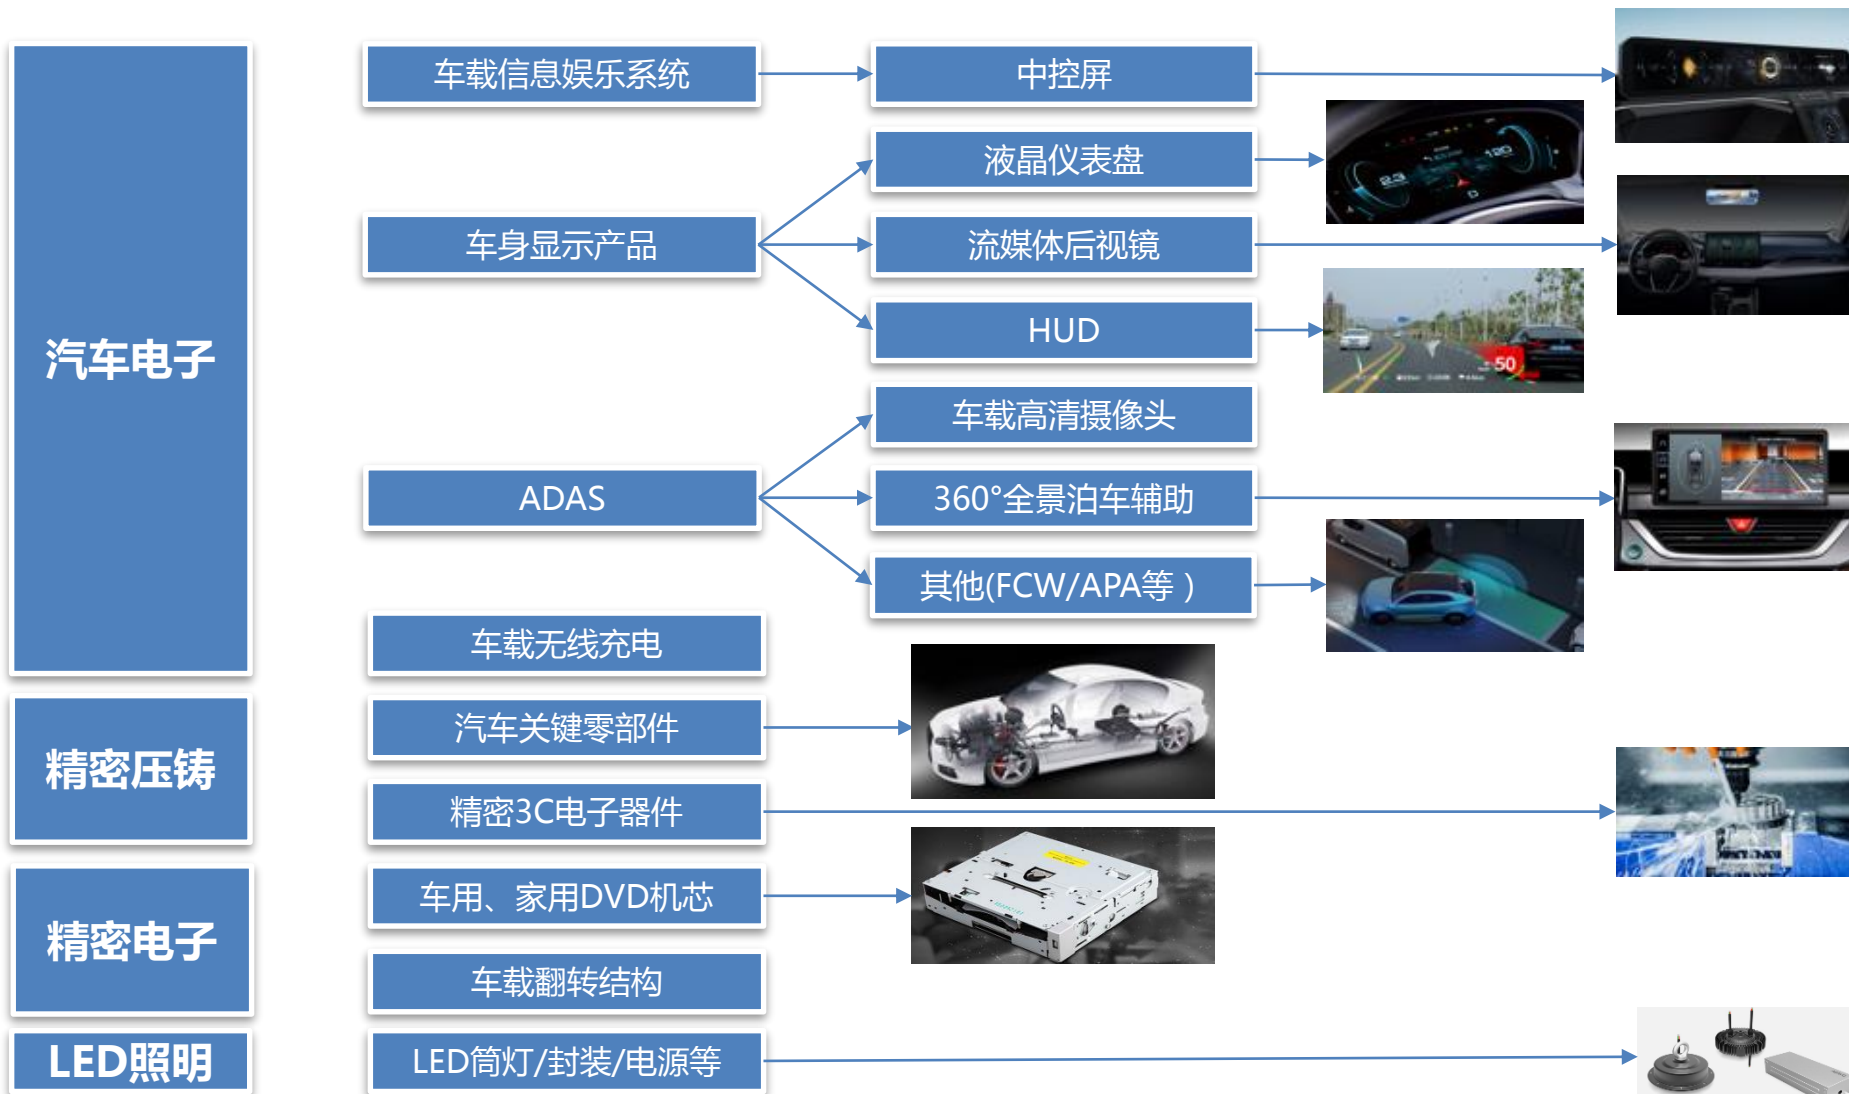 汽车电子
车载信息娱乐系统
中控屏
液晶仪表盘
车身显示产品
流媒体后视镜
HUD
车载高清摄像头
ADAS
360°全景泊车辅助
其他(FCW/APA等）
车载无线充电
精密压铸
汽车关键零部件
精密3C电子器件
精密电子
车用、家用DVD机芯
车载翻转结构
LED照明
LED筒灯/封装/电源等
23
120
50